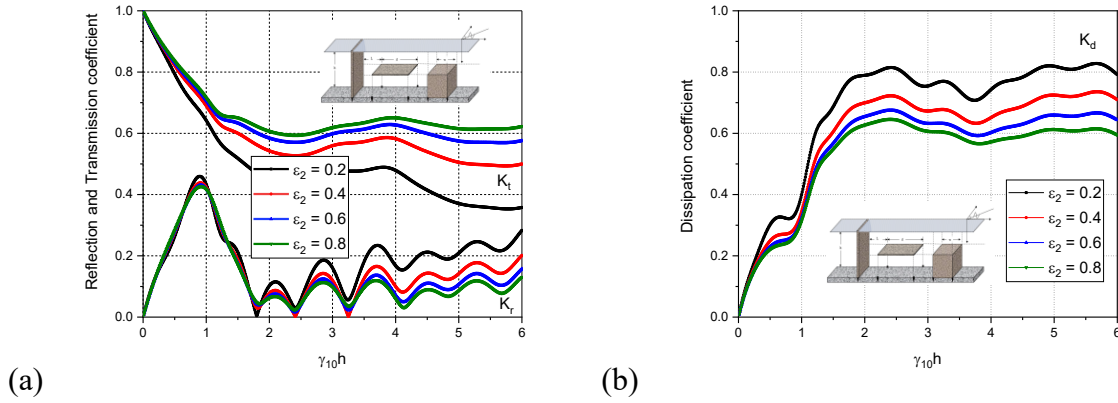 Reflection and Transmission coefficient
1.0
0.8
0.6
0.4
0.2
0.0
0 1 2 3 4 5 6
γ10h
ε2 = 0.2
ε2 = 0.4
ε2 = 0.6
ε2 = 0.8
Kt
Kr
(a)
Dissipation coefficient
1.0
0.8
0.6
0.4
0.2
0.0
0 1 2 3 4 5 6
γ10h
Kd
ε2 = 0.2
ε2 = 0.4
ε2 = 0.6
ε2 = 0.8
(b)